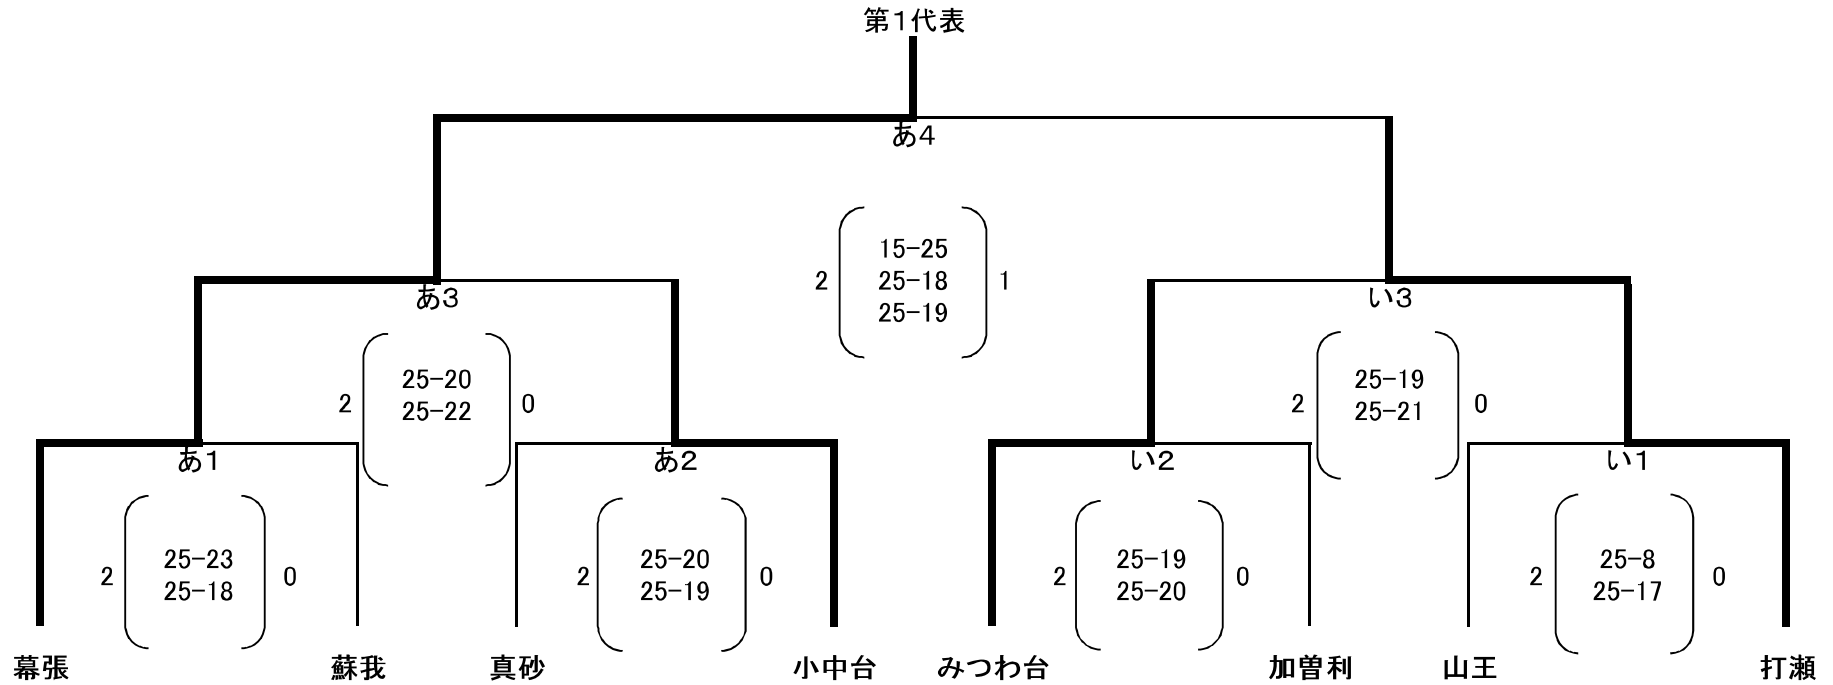 第1代表
あ4
2
15-25
25-18
25-19
1
あ3
い3
2
25-20
25-22
0
2
25-19
25-21
0
あ1
あ2
い2
い1
2
25-23
25-18
0
2
25-20
25-19
0
2
25-19
25-20
0
2
25-8
25-17
0
幕張
蘇我
真砂
小中台
みつわ台
加曽利
山王
打瀬